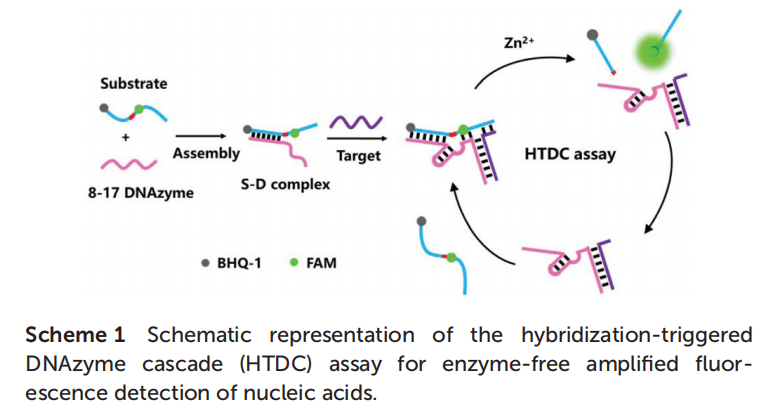 Substrate
+
8-17 DNAzyme
Assembly
S-D complex
Target
Zn²⁺
HTDC assay
BHQ-1
FAM
Scheme 1 Schematic representation of the hybridization-triggered
DNAzyme cascade (HTDC) assay for enzyme-free amplified fluor-
escence detection of nucleic acids.